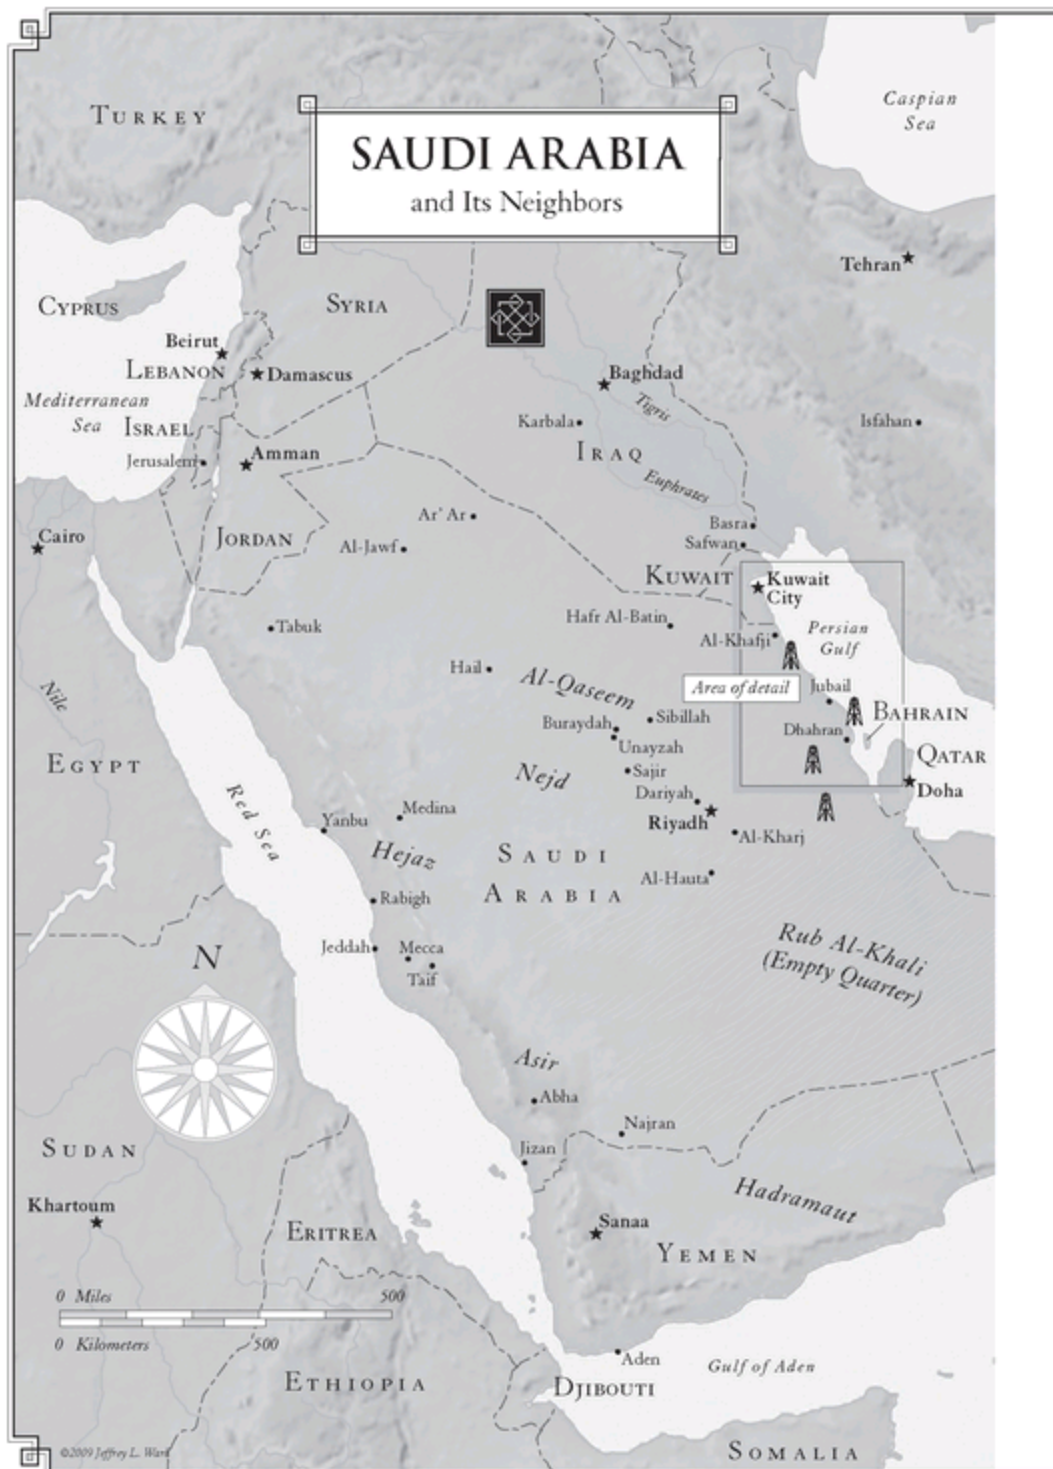 SAUDI ARABIA
and Its Neighbors
TURKEY
Caspian
Sea
Tehran
CYPRUS
SYRIA
Beirut
LEBANON
Damascus
Baghdad
Mediterranean
Sea
ISRAEL
Karbala
Tigris
Isfahan
Jerusalem
Amman
IRAQ
Euphrates
Cairo
JORDAN
Ar' Ar
Al-Jawf
Basra
Safwan
KUWAIT
Kuwait
City
Tabuk
Hafr Al-Batin
Al-Khafji
Persian
Gulf
Hail
Al-Qaseem
Area of detail
Jubail
Nile
Buraydah
Sibillah
Unayzah
Dhahran
BAHRAIN
EGYPT
Nejd
Sajir
QATAR
Doha
Dariyah
Riyadh
Red Sea
Yanbu
Medina
Al-Kharj
Hejaz
SAUDI
ARABIA
Al-Hauta
Rabigh
Jeddah
Mecca
Taif
Rub Al-Khali
(Empty Quarter)
N
Asir
Abha
Najran
SUDAN
Jizan
Khartoum
Hadramaut
ERITREA
Sanaa
YEMEN
0 Miles 500
0 Kilometers 500
Aden
Gulf of Aden
ETHIOPIA
DJIBOUTI
©2009 Jeffrey L. Ward
SOMALIA